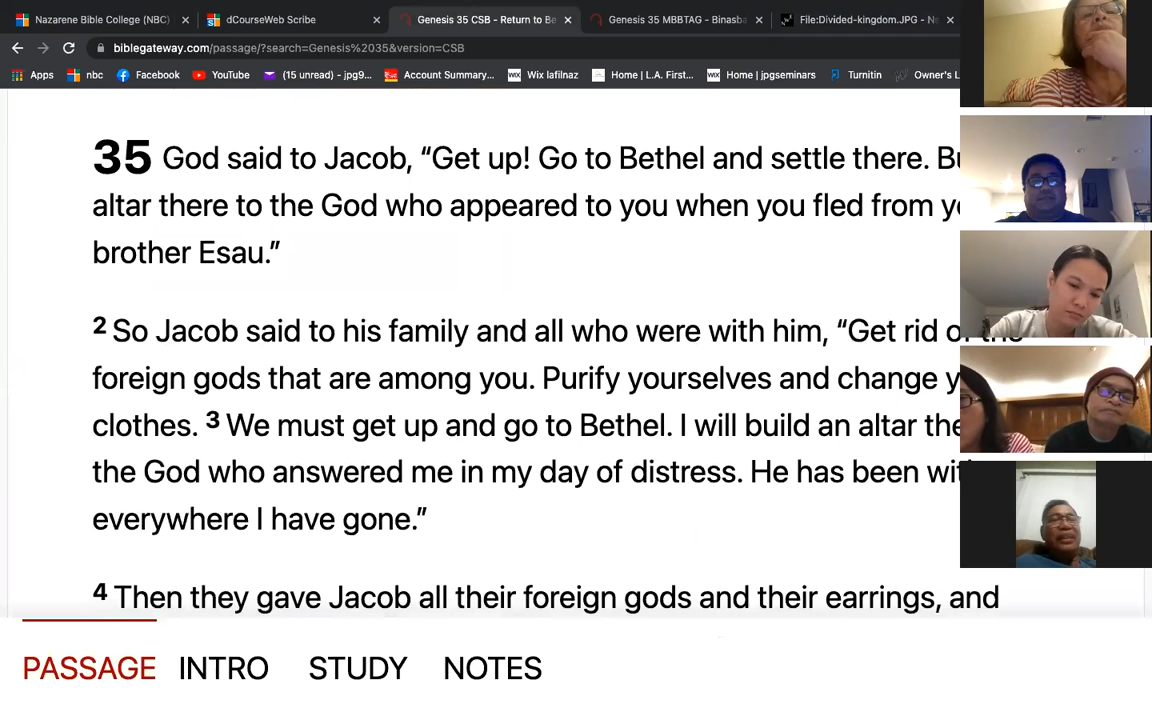 Nazarene Bible College (NBC) dCourseWeb Scribe Genesis 35 CSB - Return to Be Genesis 35 MBBTAG - Binasba File:Divided-kingdom.JPG - N
biblegateway.com/passage/?search=Genesis%2035&version=CSB
Apps nbc Facebook YouTube (15 unread) - jpg9... Account Summary... Wix lafilnaz Home | L.A. First... Home | jpgseminars Turnitin Owner's L
35 God said to Jacob, “Get up! Go to Bethel and settle there.
altar there to the God who appeared to you when you fled from
brother Esau.”
2 So Jacob said to his family and all who were with him, “Get rid of the
foreign gods that are among you. Purify yourselves and change
clothes. 3 We must get up and go to Bethel. I will build an altar
the God who answered me in my day of distress. He has been
everywhere I have gone.”
4 Then they gave Jacob all their foreign gods and their earrings, and
PASSAGE INTRO STUDY NOTES